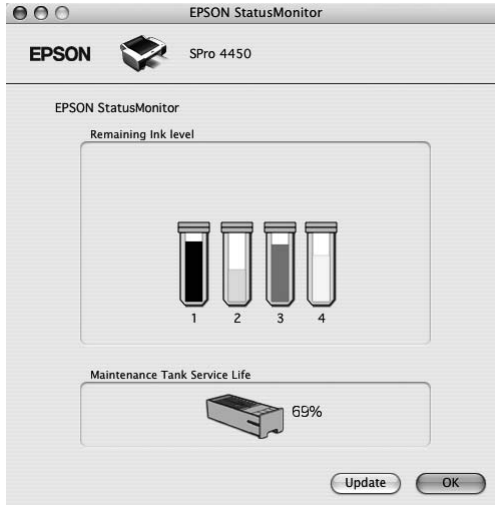 EPSON StatusMonitor
EPSON SPro 4450
EPSON StatusMonitor
Remaining Ink level
1 2 3 4
Maintenance Tank Service Life
69%
Update OK